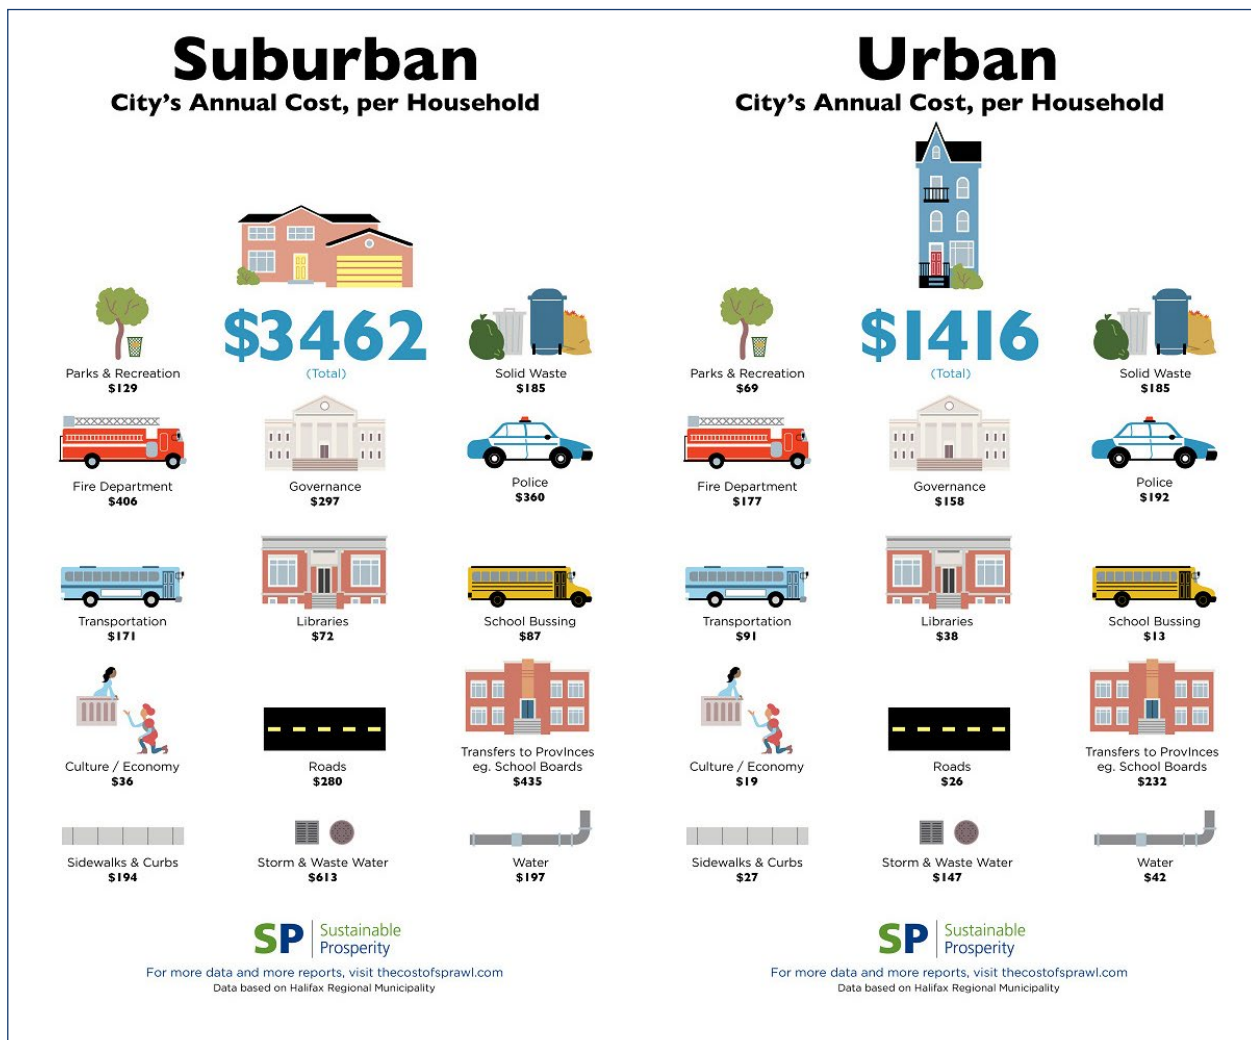 Suburban
City's Annual Cost, per Household
$3462
(Total)
Parks & Recreation
$129
Solid Waste
$185
Fire Department
$406
Governance
$297
Police
$360
Transportation
$171
Libraries
$72
School Bussing
$87
Culture / Economy
$36
Roads
$280
Transfers to ProvInces
eg. School Boards
$435
Sidewalks & Curbs
$194
Storm & Waste Water
$613
Water
$197
SP Sustainable
Prosperity
For more data and more reports, visit thecostofsprawl.com
Data based on Halifax Regional Municipality
Urban
City's Annual Cost, per Household
$1416
(Total)
Parks & Recreation
$69
Solid Waste
$185
Fire Department
$177
Governance
$158
Police
$192
Transportation
$91
Libraries
$38
School Bussing
$13
Culture / Economy
$19
Roads
$26
Transfers to ProvInces
eg. School Boards
$232
Sidewalks & Curbs
$27
Storm & Waste Water
$147
Water
$42
SP Sustainable
Prosperity
For more data and more reports, visit thecostofsprawl.com
Data based on Halifax Regional Municipality